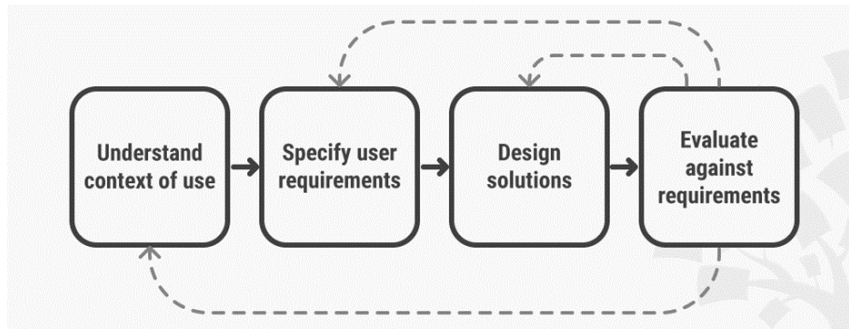 Understand
context of use
Specify user
requirements
Design
solutions
Evaluate
against
requirements